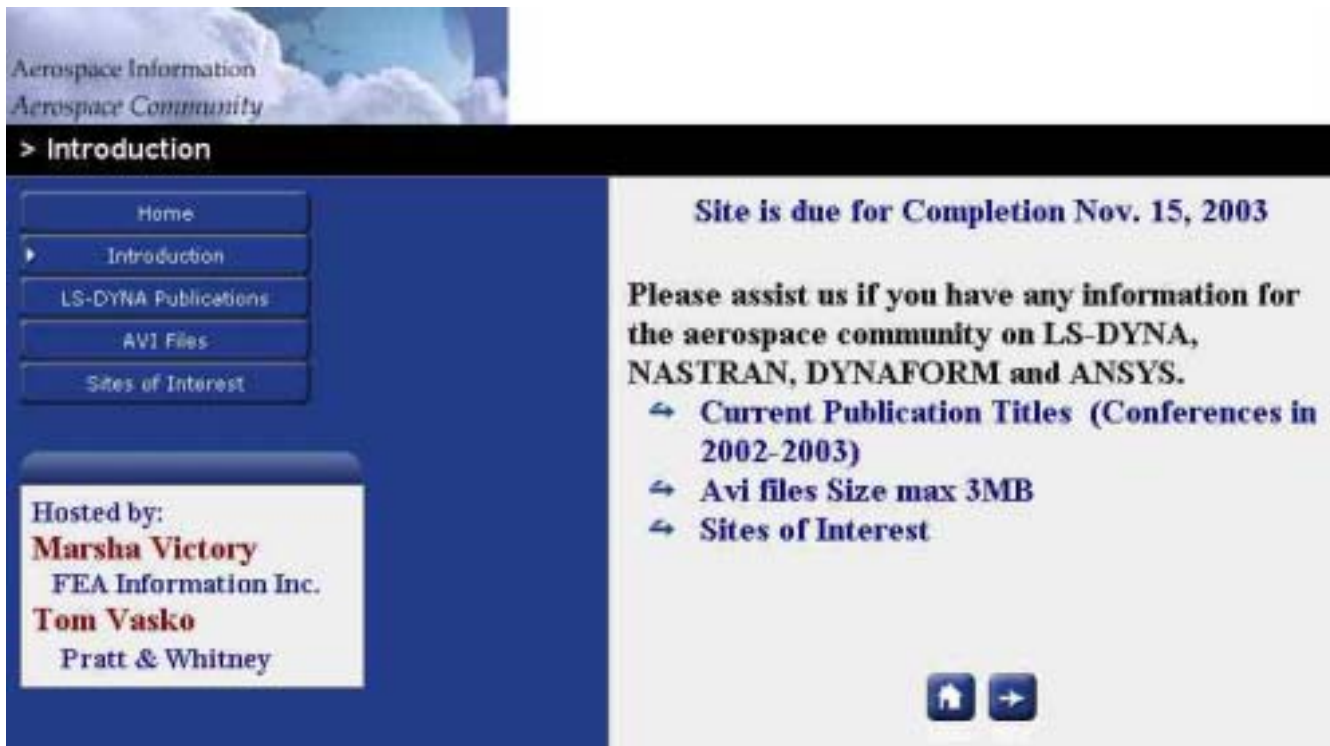 Aerospace Information
Aerospace Community
> Introduction
Home
Introduction
LS-DYNA Publications
AVI Files
Sites of Interest
Hosted by:
Marsha Victory
FEA Information Inc.
Tom Vasko
Pratt & Whitney
Site is due for Completion Nov. 15, 2003
Please assist us if you have any information for
the aerospace community on LS-DYNA,
NASTRAN, DYNAFORM and ANSYS.
Current Publication Titles (Conferences in
2002-2003)
Avi files Size max 3MB
Sites of Interest